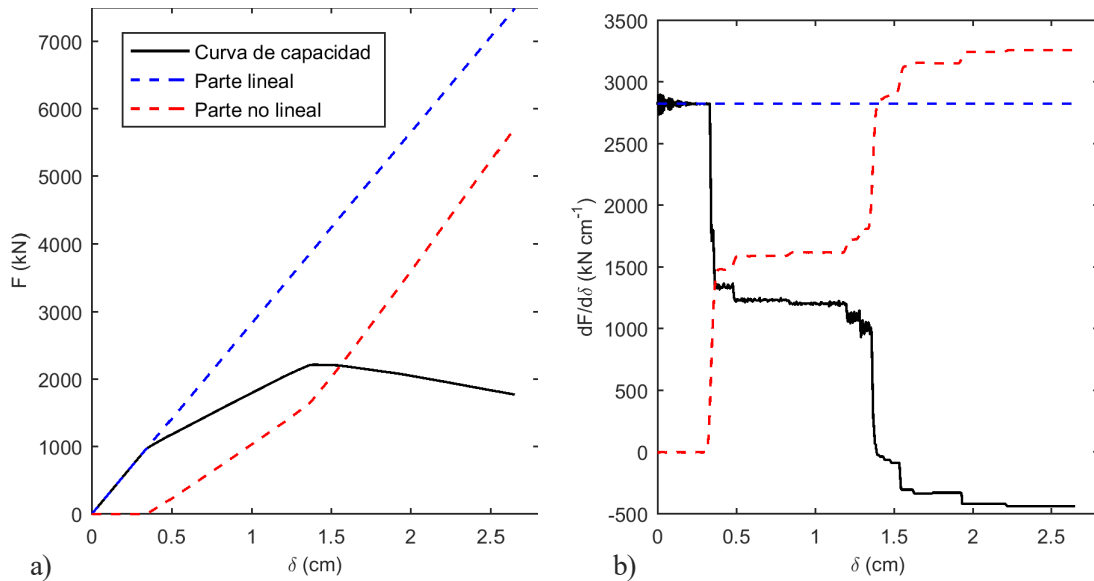 7000
6000
5000
4000
3000
2000
1000
0
F (kN)
Curva de capacidad
Parte lineal
Parte no lineal
0 0.5 1 1.5 2 2.5
δ (cm)
a)
3500
3000
2500
2000
1500
1000
500
0
-500
dF/dδ (kN cm⁻¹)
0 0.5 1 1.5 2 2.5
δ (cm)
b)